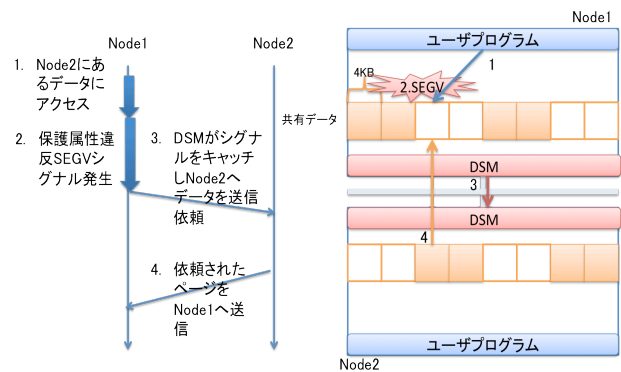 Node1
Node2
1. Node2にあ
るデータに
アクセス
2. 保護属性違
反SEGVシ
グナル発生
3. DSMがシグナ
ルをキャッチ
しNode2へ
データを送信
依頼
4. 依頼された
ページを
Node1へ送
信
Node1
ユーザプログラム
1
4KB
2.SEGV
共有データ
DSM
3
DSM
4
ユーザプログラム
Node2